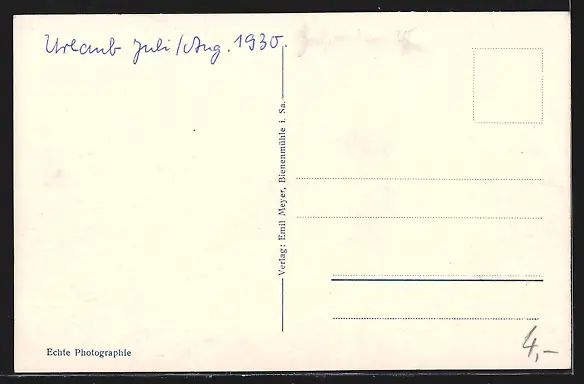 Urlaub Juli/Aug. 1930.
Verlag: Emil Meyer, Bienenmühle i. Sa.
Echte Photographie
4,-